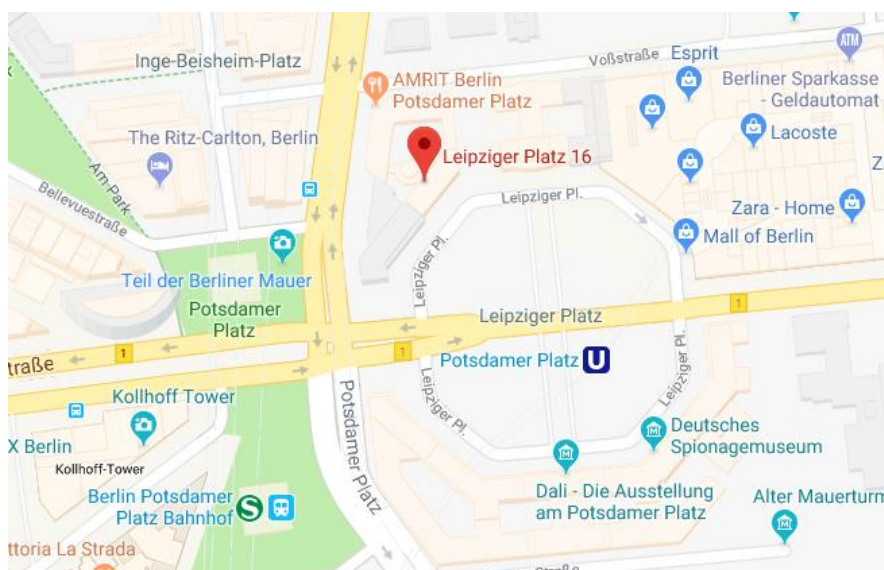 Inge-Beisheim-Platz
Voßstraße
Esprit
ATM
AMRIT Berlin
Potsdamer Platz
Berliner Sparkasse
- Geldautomat
The Ritz-Carlton, Berlin
Leipziger Platz 16
Lacoste
Z
Am-Park
Bellevuestraße
Leipziger Pl.
Zara - Home
Mall of Berlin
Teil der Berliner Mauer
Leipziger Pl.
Potsdamer
Platz
Leipziger Platz
1
1
1
traße
Potsdamer Platz U
Leipziger Pl.
Leipziger Pl.
Kollhoff Tower
Potsdamer Platz
Deutsches
Spionagemuseum
X Berlin
Kollhoff-Tower
Dali - Die Ausstellung
am Potsdamer Platz
Berlin Potsdamer
Platz Bahnhof S
Alter Mauerturm
ttoria La Strada